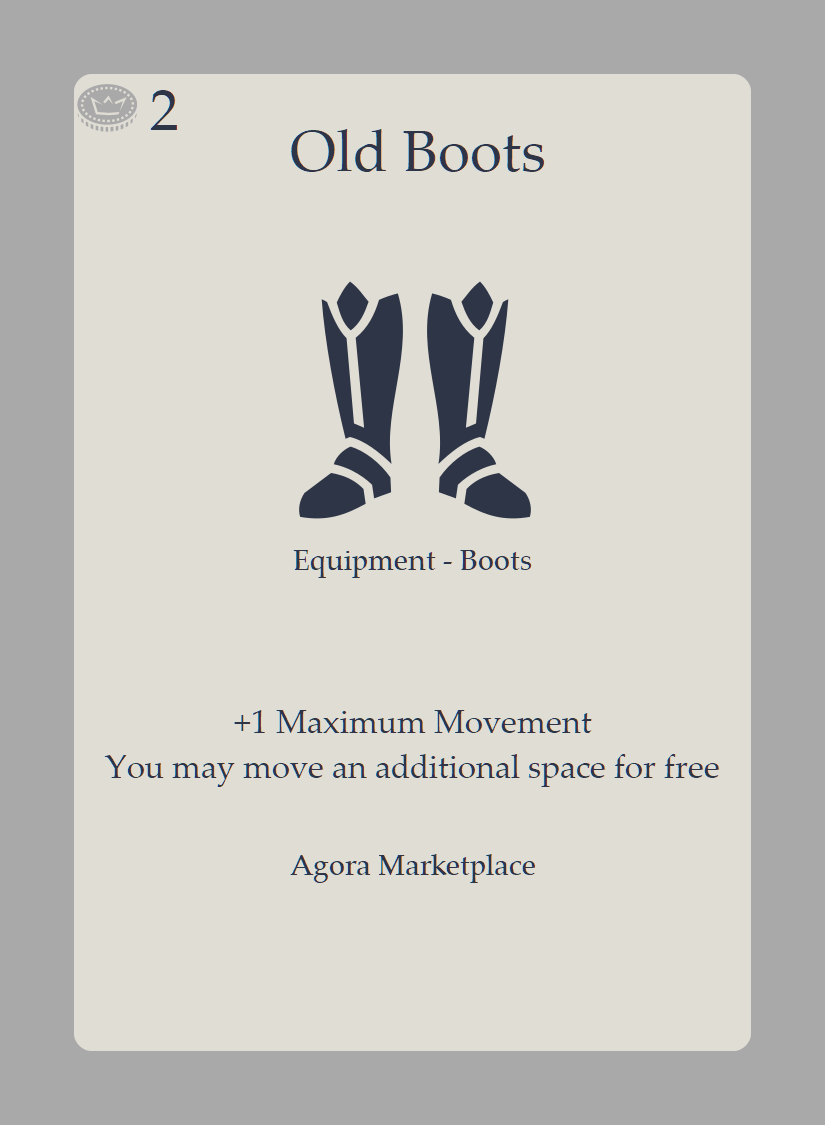 2
Old Boots
Equipment - Boots
+1 Maximum Movement
You may move an additional space for free
Agora Marketplace